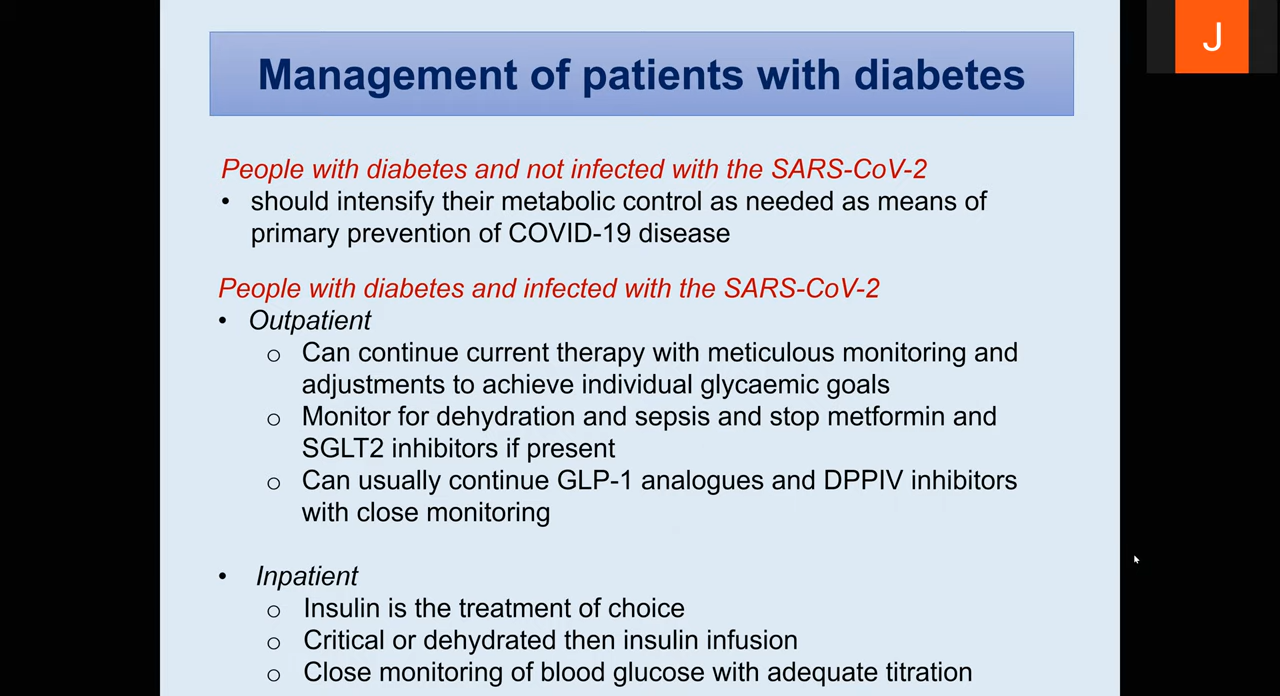 Management of patients with diabetes
J
People with diabetes and not infected with the SARS-CoV-2
• should intensify their metabolic control as needed as means of
primary prevention of COVID-19 disease
People with diabetes and infected with the SARS-CoV-2
• Outpatient
o Can continue current therapy with meticulous monitoring and
adjustments to achieve individual glycaemic goals
o Monitor for dehydration and sepsis and stop metformin and
SGLT2 inhibitors if present
o Can usually continue GLP-1 analogues and DPPIV inhibitors
with close monitoring
• Inpatient
o Insulin is the treatment of choice
o Critical or dehydrated then insulin infusion
o Close monitoring of blood glucose with adequate titration